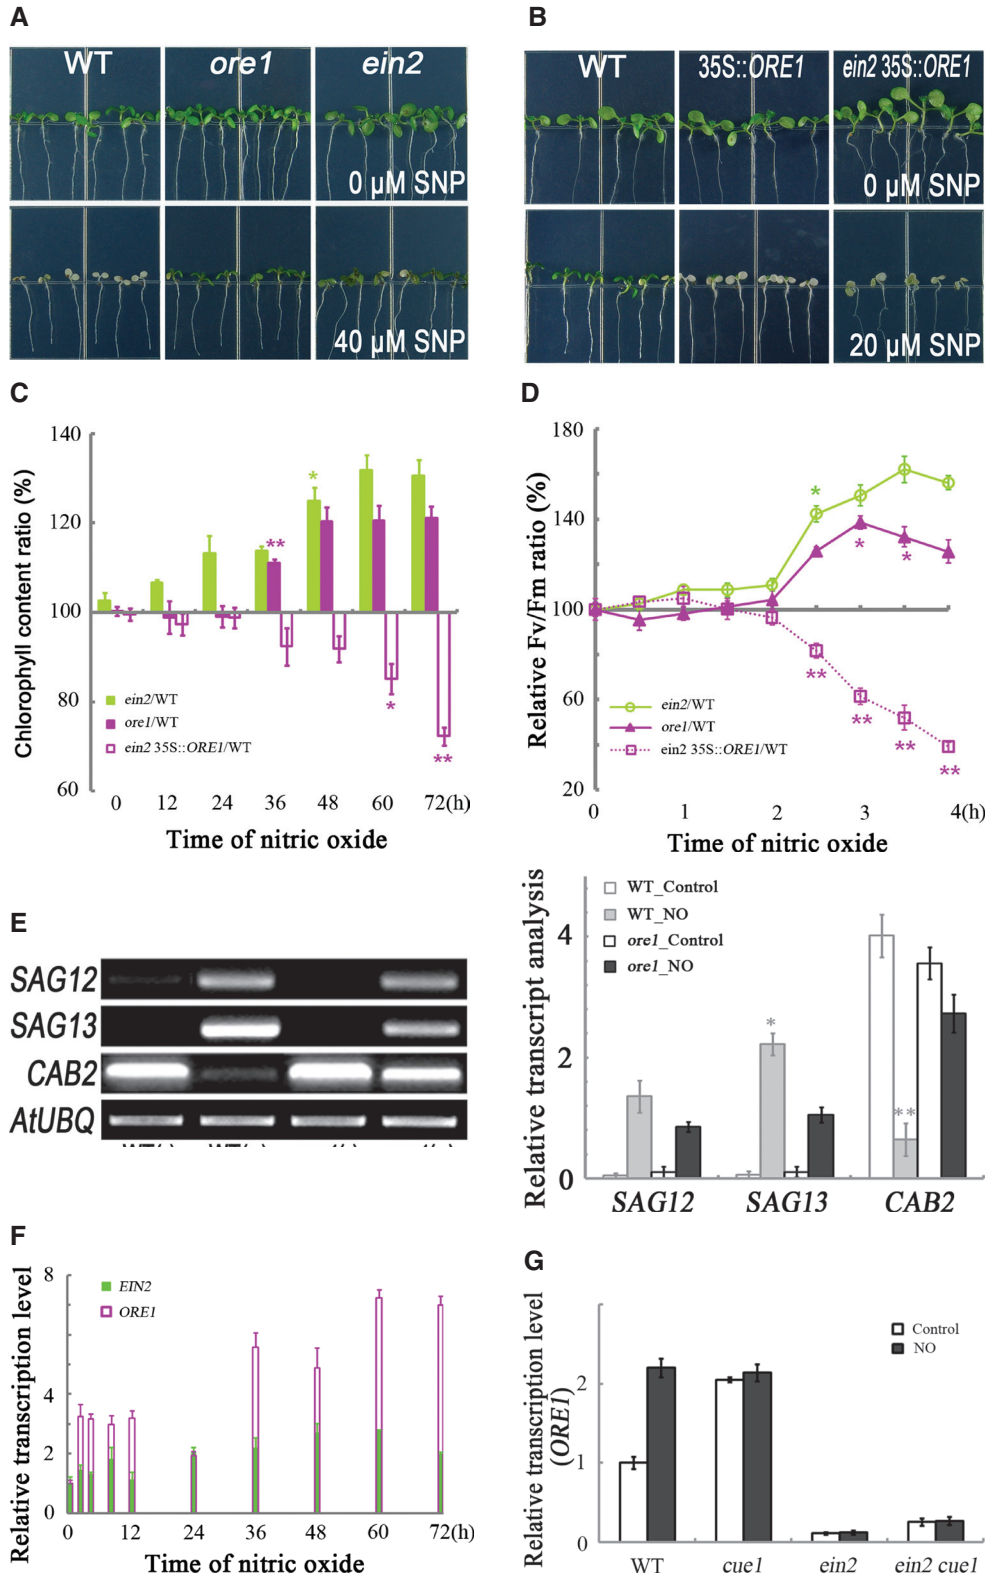 A
WT
ore1
ein2
0 µM SNP
40 µM SNP
B
WT
35S::ORE1
ein2 35S::ORE1
0 µM SNP
20 µM SNP
C
Chlorophyll content ratio (%)
140
120
100
80
60
*
**
*
**
ein2/WT
ore1/WT
ein2 35S::ORE1/WT
0 12 24 36 48 60 72(h)
Time of nitric oxide
D
Relative Fv/Fm ratio (%)
180
140
100
60
20
*
*
*
**
**
**
**
ein2/WT
ore1/WT
ein2 35S::ORE1/WT
0 1 2 3 4(h)
Time of nitric oxide
E
SAG12
SAG13
CAB2
AtUBQ
Relative transcript analysis
4
2
0
WT_Control
WT_NO
ore1_Control
ore1_NO
*
**
SAG12 SAG13 CAB2
F
Relative transcription level
8
4
2
0
EIN2
ORE1
0 12 24 36 48 60 72(h)
Time of nitric oxide
G
Relative transcription level
(ORE1)
2
1
0
Control
NO
WT cue1 ein2 ein2 cue1